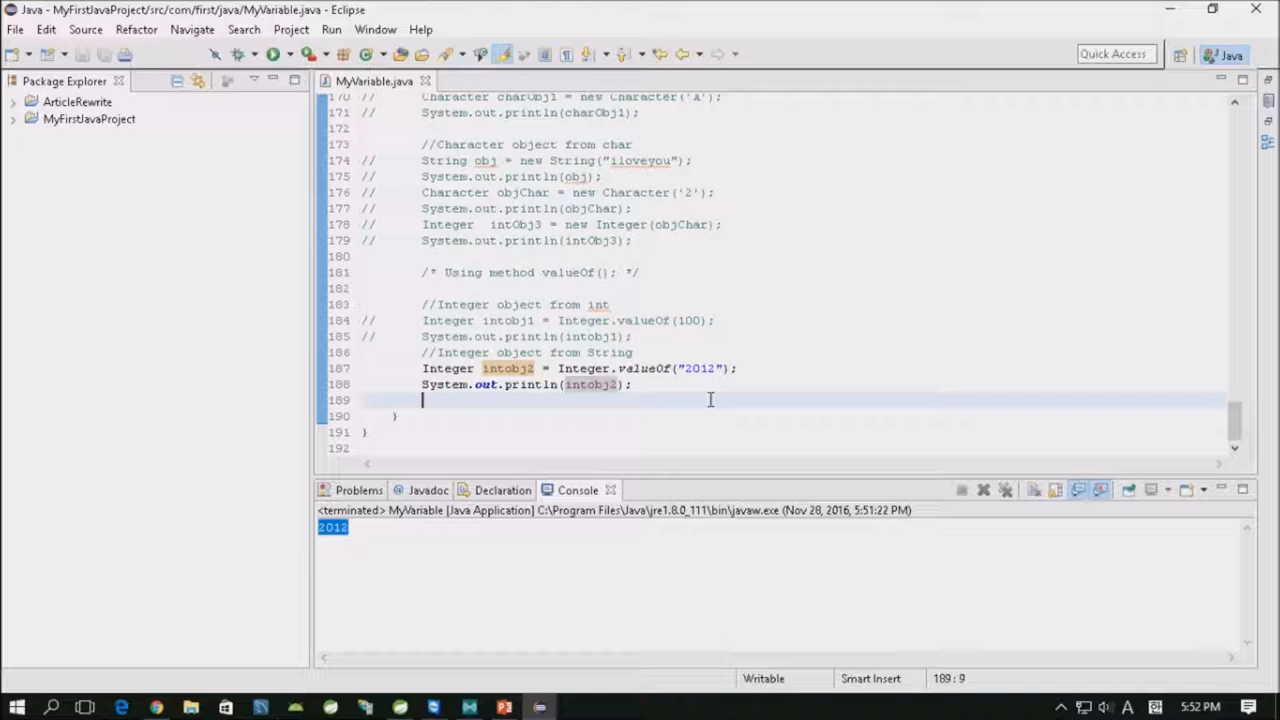 Java - MyFirstJavaProject/src/com/first/java/MyVariable.java - Eclipse
File Edit Source Refactor Navigate Search Project Run Window Help
Quick Access Java
Package Explorer
ArticleRewrite
MyFirstJavaProject
MyVariable.java
170 // Character charObj1 = new Character('A');
171 // System.out.println(charObj1);
172
173 //Character object from char
174 // String obj = new String("iloveyou");
175 // System.out.println(obj);
176 // Character objChar = new Character('2');
177 // System.out.println(objChar);
178 // Integer intObj3 = new Integer(objChar);
179 // System.out.println(intObj3);
180
181 /* Using method valueOf(); */
182
183 //Integer object from int
184 // Integer intobj1 = Integer.valueOf(100);
185 // System.out.println(intobj1);
186 //Integer object from String
187 Integer intobj2 = Integer.valueOf("2012");
188 System.out.println(intobj2);
189
190 }
191 }
192
Problems @ Javadoc Declaration Console
<terminated> MyVariable [Java Application] C:\Program Files\Java\jre1.8.0_111\bin\javaw.exe (Nov 28, 2016, 5:51:22 PM)
2012
Writable Smart Insert 189 : 9
A 5:52 PM